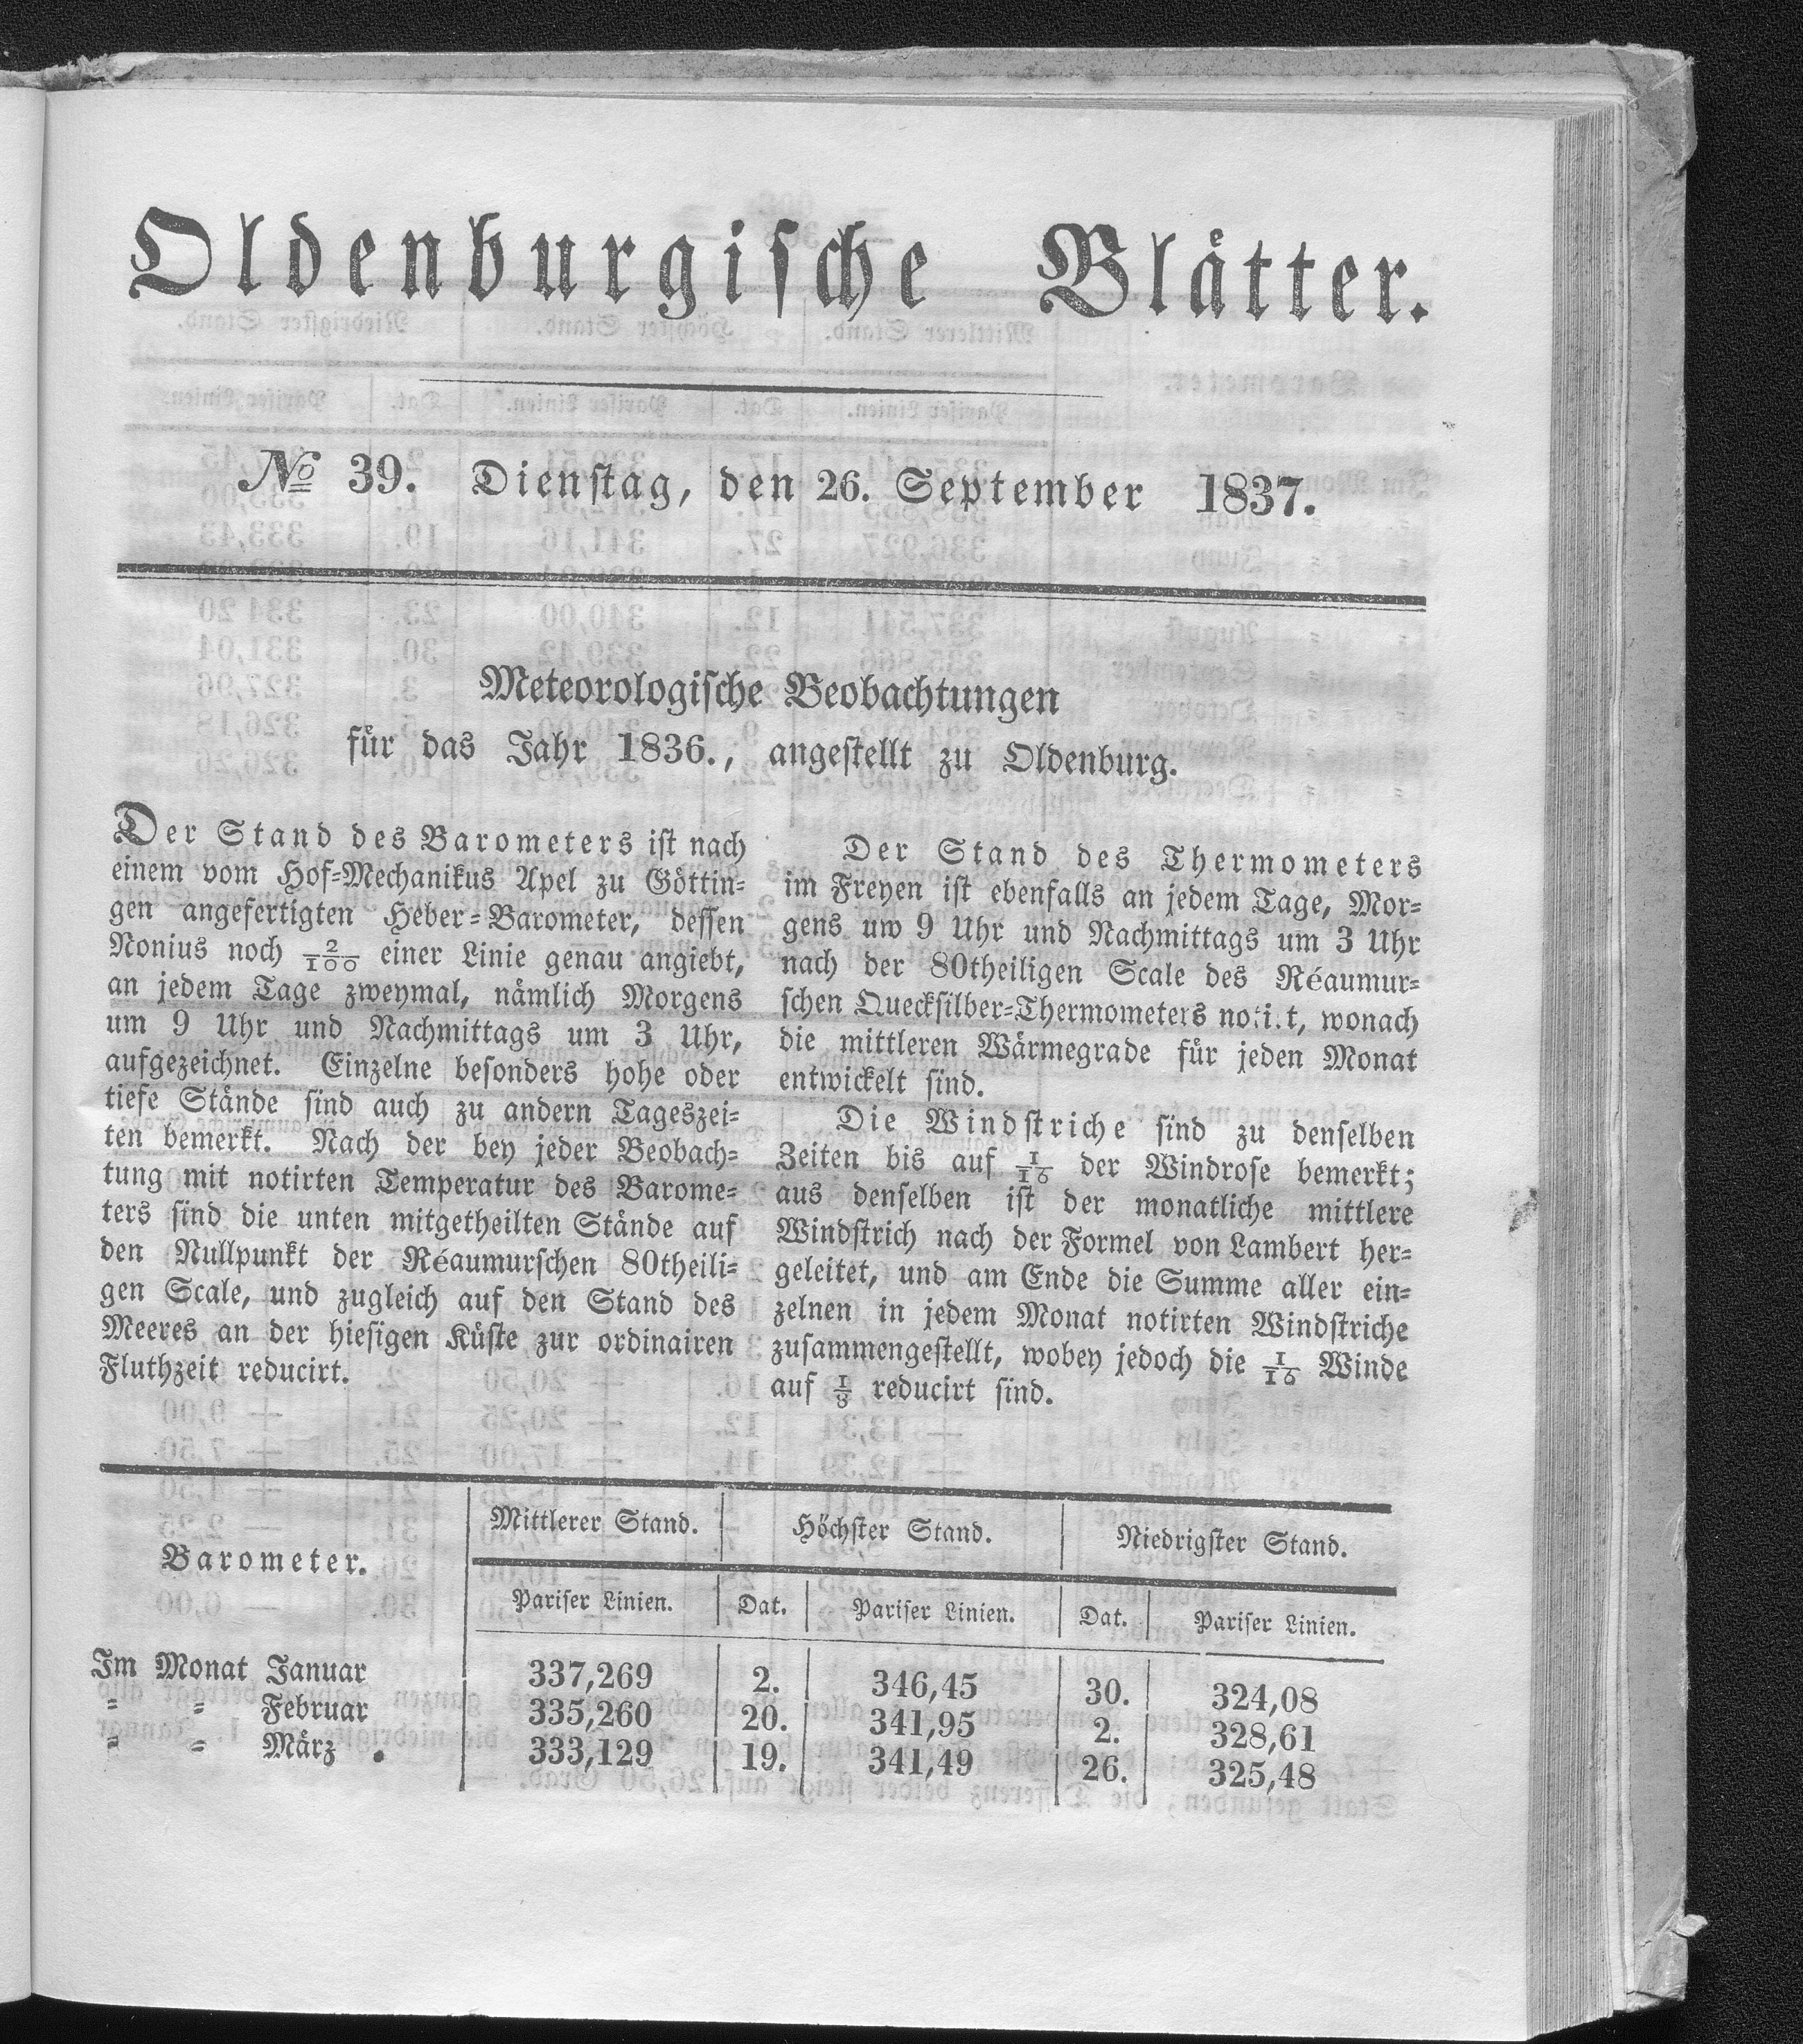 Oldenburgische Blätter.
№ 39. Dienstag, den 26. September 1837.
Meteorologische Beobachtungen
für das Jahr 1836., angestellt zu Oldenburg.
Der Stand des Barometers ist nach
einem vom Hof-Mechanikus Apel zu Göttin-
gen angefertigten Heber-Barometer, dessen
Nonius noch 2/100 einer Linie genau angiebt,
an jedem Tage zweymal, nämlich Morgens
um 9 Uhr und Nachmittags um 3 Uhr,
aufgezeichnet. Einzelne besonders hohe oder
tiefe Stände sind auch zu andern Tageszei-
ten bemerkt. Nach der bey jeder Beobach-
tung mit notirten Temperatur des Barome-
ters sind die unten mitgetheilten Stände auf
den Nullpunkt der Réaumurschen 80theili-
gen Scale, und zugleich auf den Stand des
Meeres an der hiesigen Küste zur ordinairen
Fluthzeit reducirt.
Der Stand des Thermometers
im Freyen ist ebenfalls an jedem Tage, Mor-
gens uw 9 Uhr und Nachmittags um 3 Uhr
nach der 80theiligen Scale des Réaumur-
schen Quecksilber-Thermometers notirt, wonach
die mittleren Wärmegrade für jeden Monat
entwickelt sind.
Die Windstriche sind zu denselben
Zeiten bis auf 1/16 der Windrose bemerkt;
aus denselben ist der monatliche mittlere
Windstrich nach der Formel von Lambert her-
geleitet, und am Ende die Summe aller ein-
zelnen in jedem Monat notirten Windstriche
zusammengestellt, wobey jedoch die 1/16 Winde
auf 1/8 reducirt sind.
Barometer. Mittlerer Stand. Höchster Stand. Niedrigster Stand.
Pariser Linien. Dat. Pariser Linien. Dat. Pariser Linien.
Im Monat Januar 337,269 2. 346,45 30. 324,08
= = Februar 335,260 20. 341,95 2. 328,61
= = März . 333,129 19. 341,49 26. 325,48